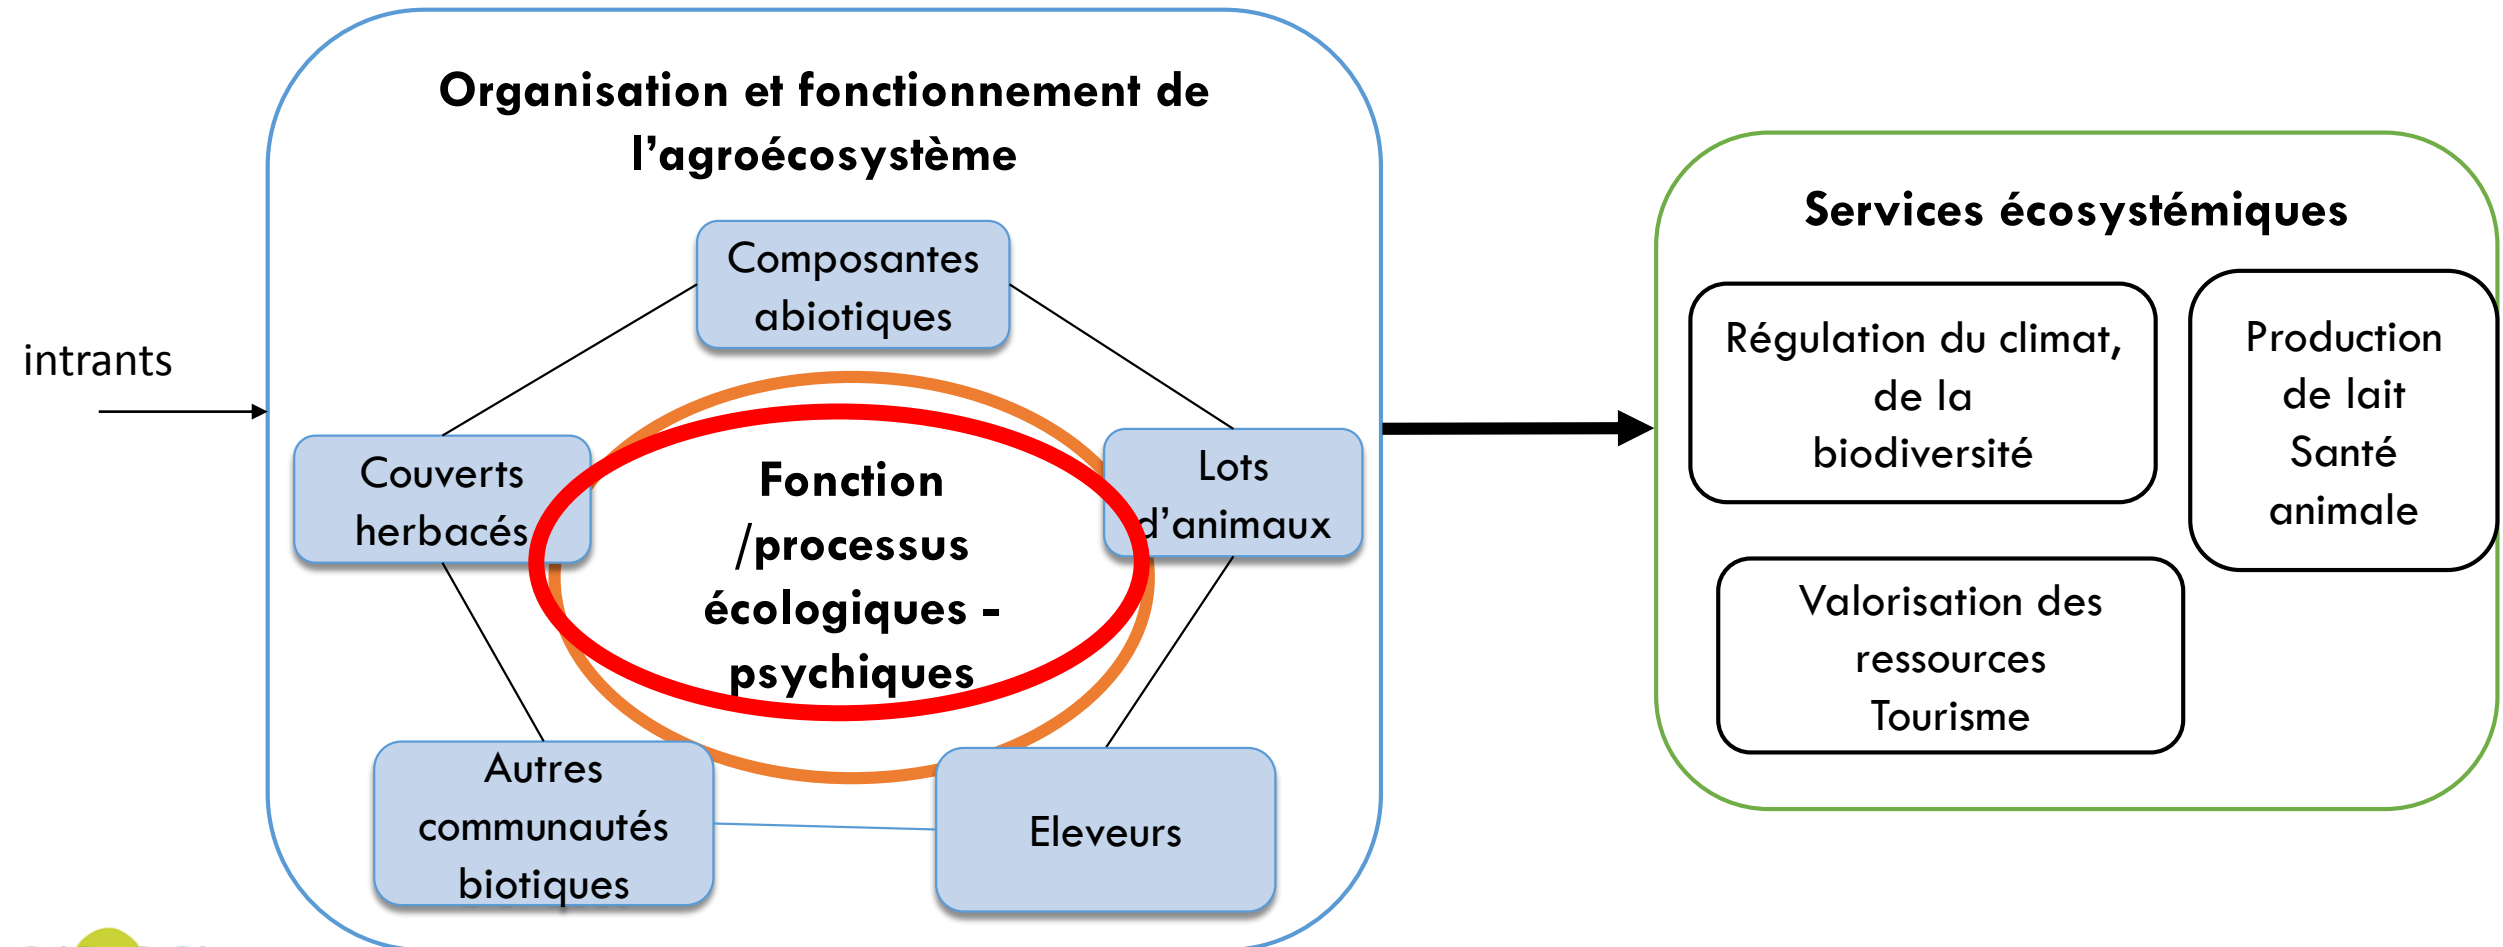 Organisation et fonctionnement de
l’agroécosystème
Composantes
abiotiques
intrants
Couverts
herbacés
Fonction
/processus
écologiques -
psychiques
Lots
d’animaux
Autres
communautés
biotiques
Eleveurs
Services écosystémiques
Régulation du climat,
de la
biodiversité
Production
de lait
Santé
animale
Valorisation des
ressources
Tourisme